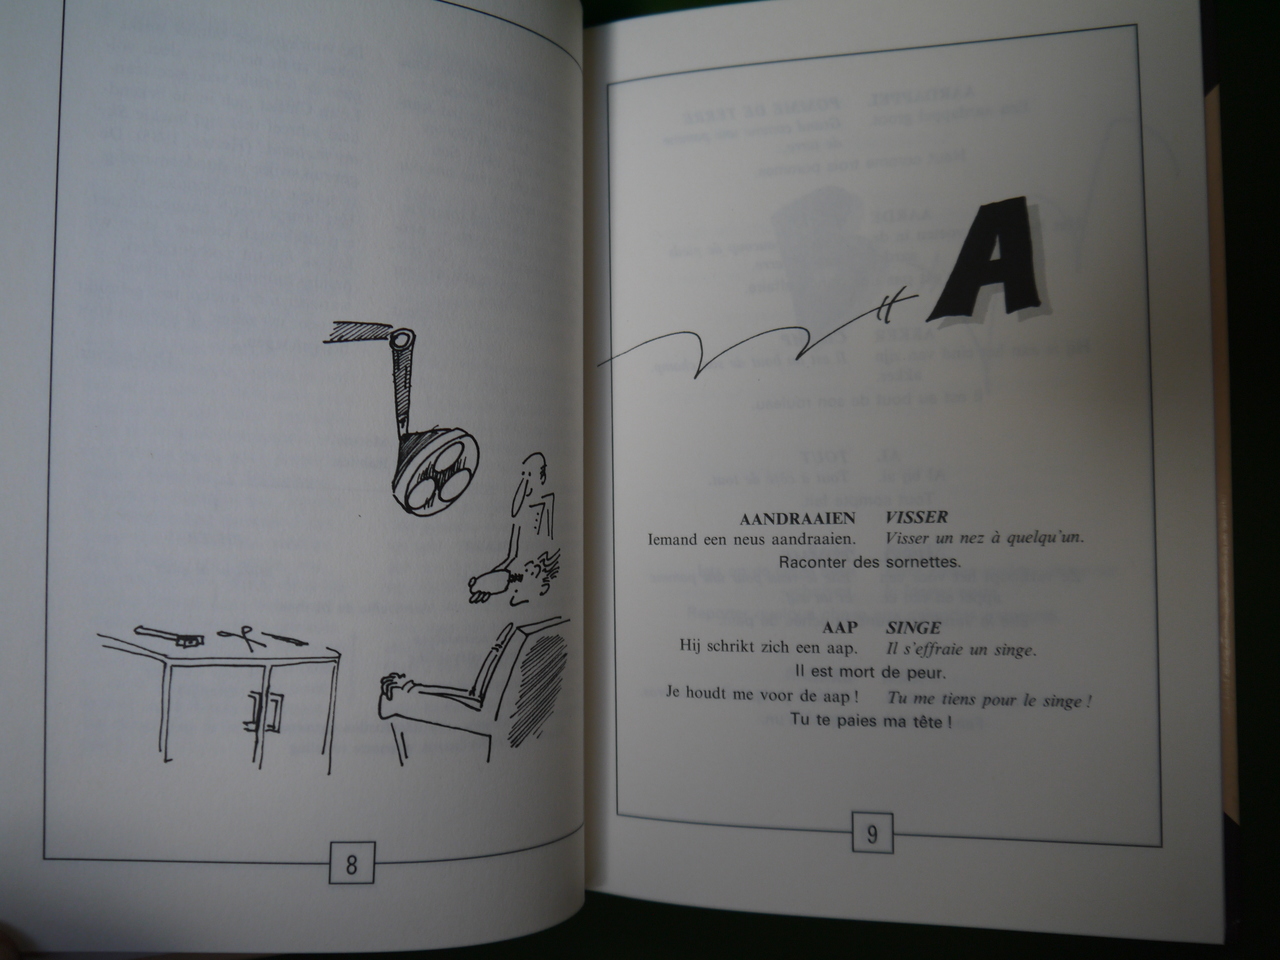 A
AANDRAAIEN VISSER
Iemand een neus aandraaien. Visser un nez à quelqu'un.
Raconter des sornettes.
AAP SINGE
Hij schrikt zich een aap. Il s'effraie un singe.
Il est mort de peur.
Je houdt me voor de aap ! Tu me tiens pour le singe !
Tu te paies ma tête !
8
9